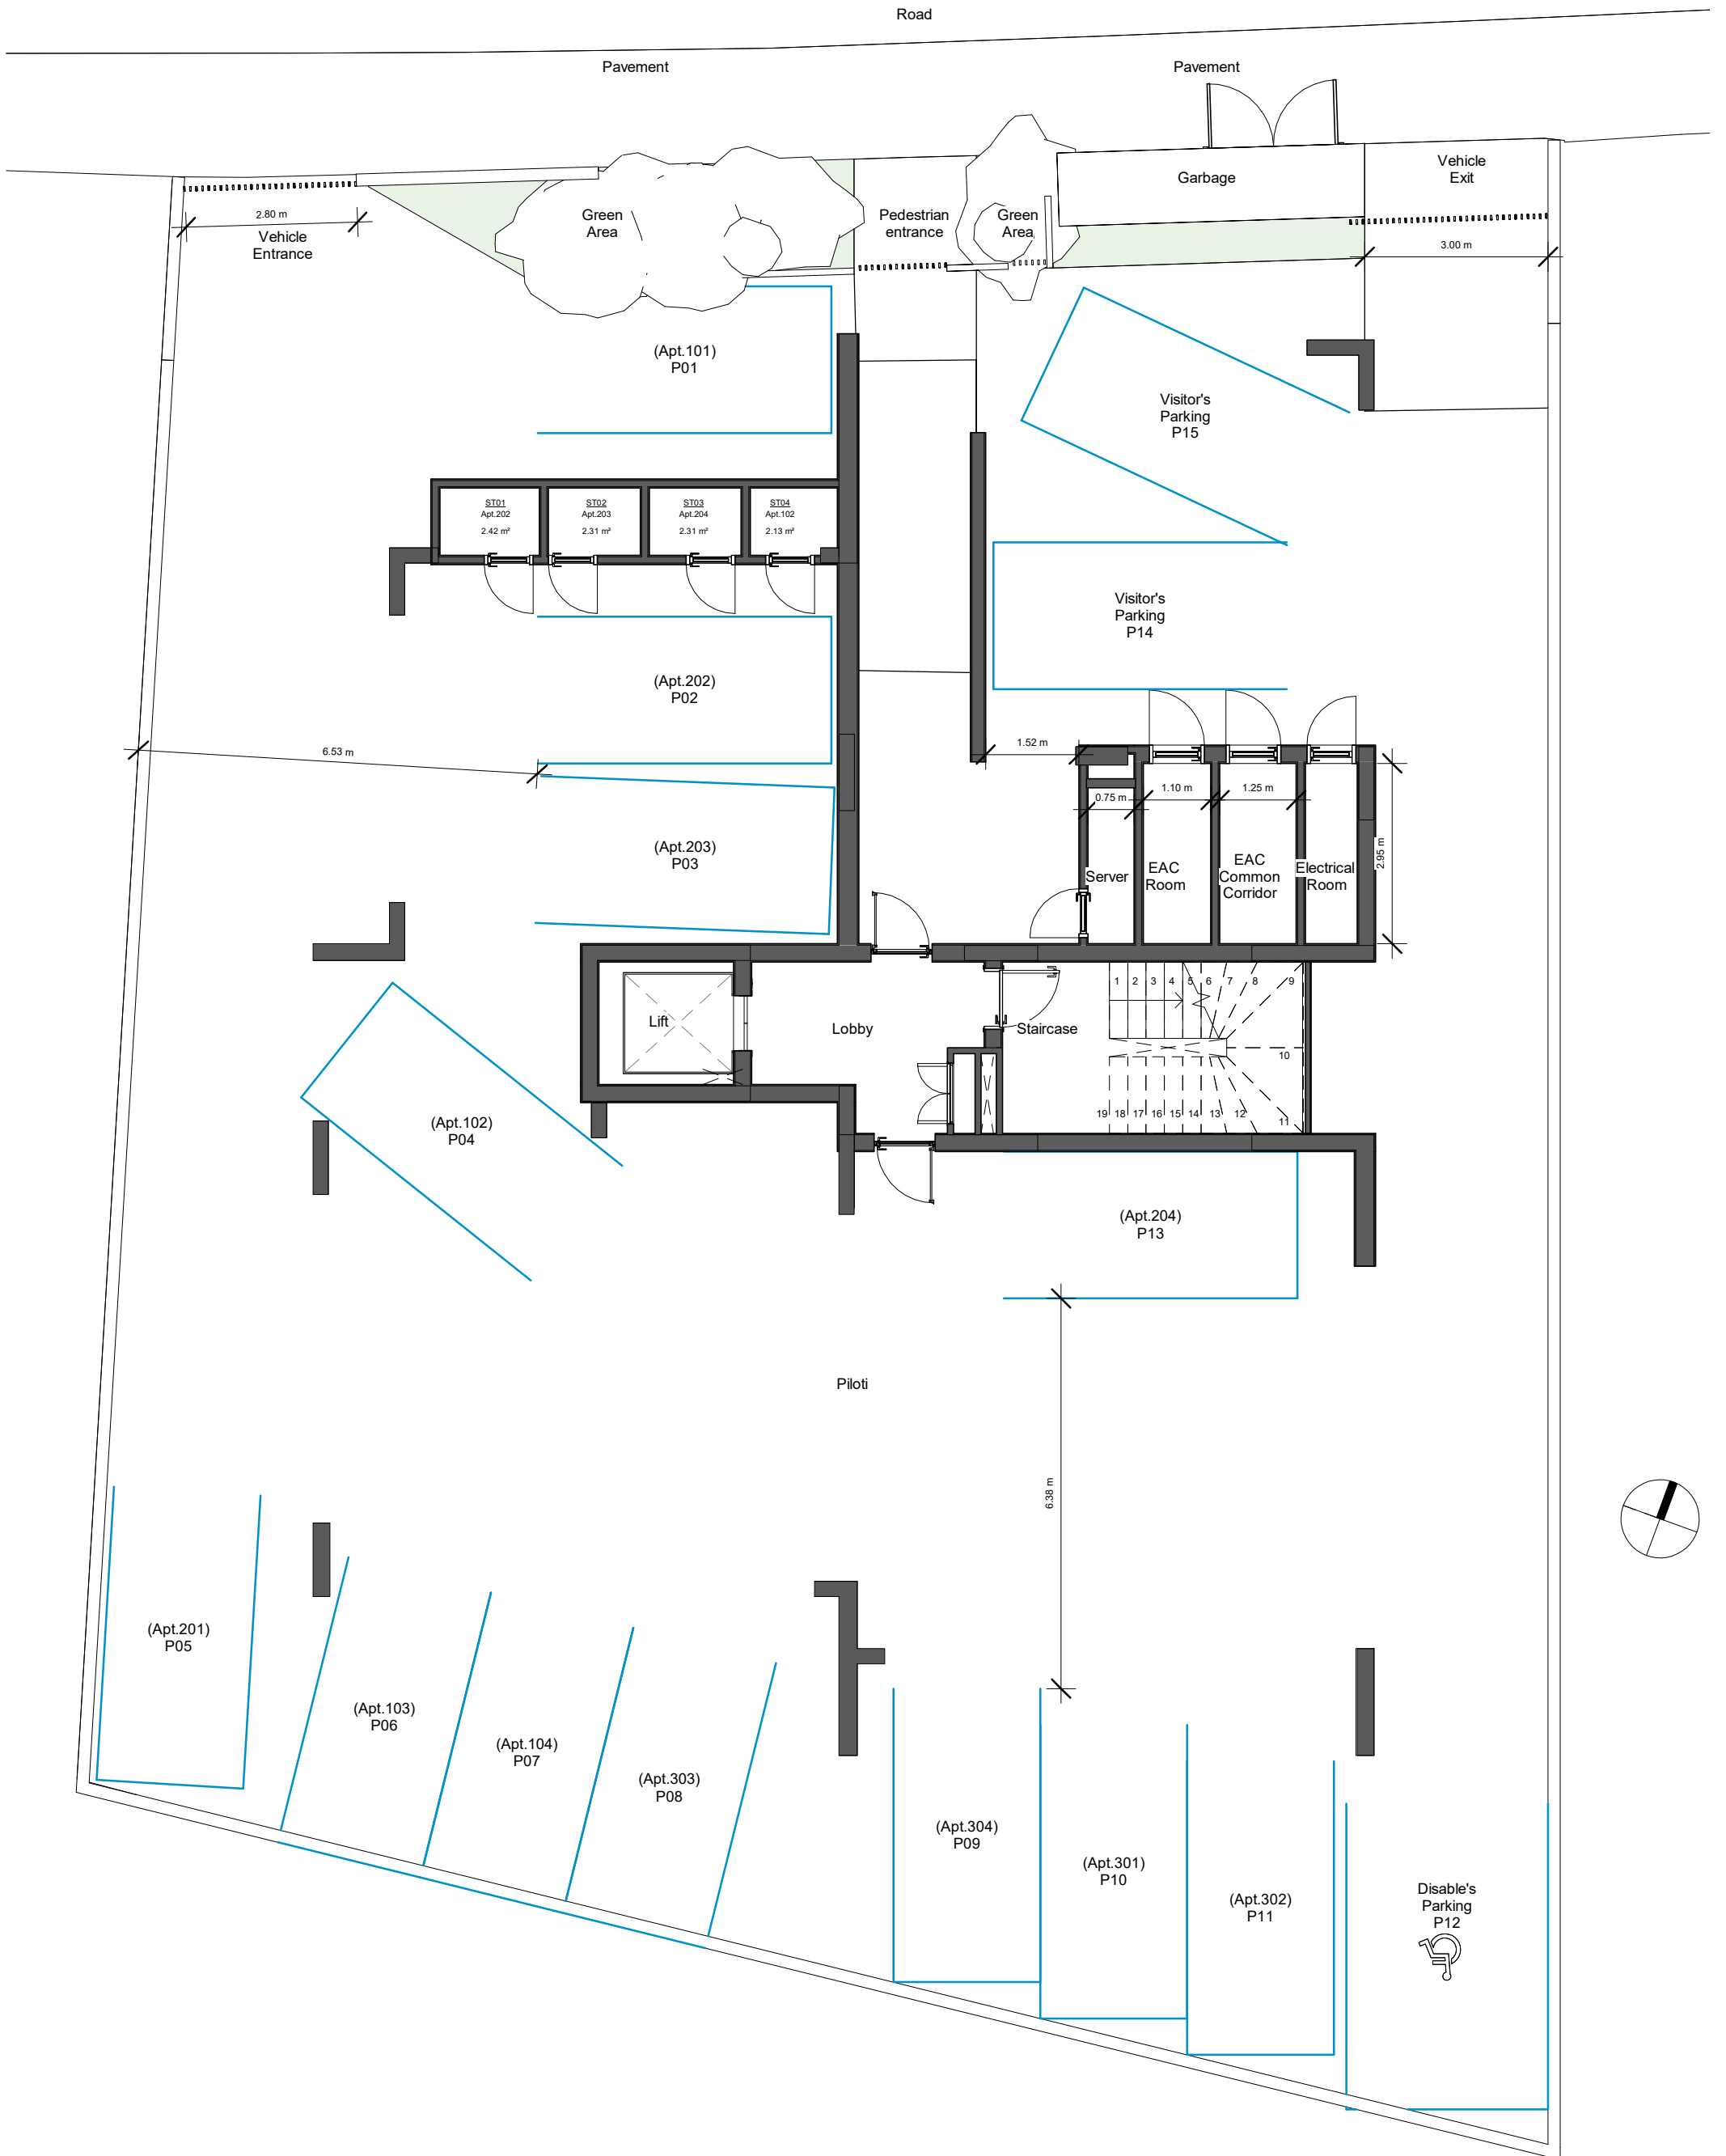 Road
Pavement
Pavement
Vehicle
Exit
Garbage
2.80 m
Vehicle
Entrance
Green
Area
Pedestrian
entrance
Green
Area
3.00 m
(Apt.101)
P01
Visitor's
Parking
P15
ST01
Apt.202
2.42 m²
ST02
Apt.203
2.31 m²
ST03
Apt.204
2.31 m²
ST04
Apt.102
2.13 m²
Visitor's
Parking
P14
(Apt.202)
P02
6.53 m
1.52 m
0.75 m
1.10 m
1.25 m
2.95 m
(Apt.203)
P03
Server
EAC
Room
EAC
Common
Corridor
Electrical
Room
1 2 3 4 5 6 7 8 9
Lift
Lobby
Staircase
10
19 18 17 16 15 14 13 12 11
(Apt.102)
P04
(Apt.204)
P13
Piloti
6.38 m
(Apt.201)
P05
(Apt.103)
P06
(Apt.104)
P07
(Apt.303)
P08
(Apt.304)
P09
(Apt.301)
P10
(Apt.302)
P11
Disable's
Parking
P12